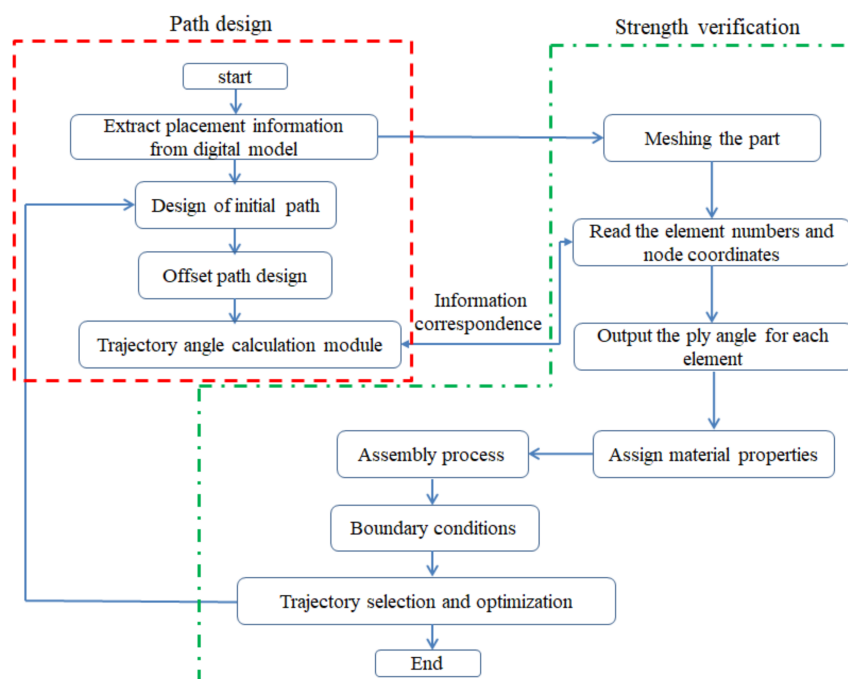 Path design
Strength verification
start
Extract placement information
from digital model
Meshing the part
Design of initial path
Read the element numbers and
node coordinates
Offset path design
Information
correspondence
Trajectory angle calculation module
Output the ply angle for each
element
Assembly process
Assign material properties
Boundary conditions
Trajectory selection and optimization
End